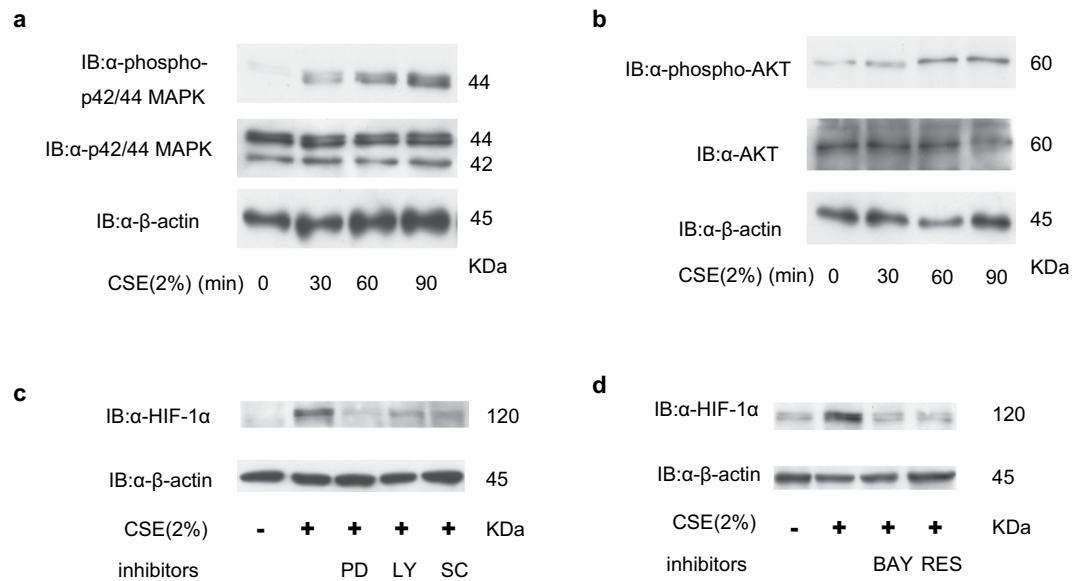 a
IB:α-phospho-
p42/44 MAPK
44
IB:α-p42/44 MAPK
44
42
IB:α-β-actin
45
KDa
CSE(2%) (min) 0 30 60 90
b
IB:α-phospho-AKT
60
IB:α-AKT
60
IB:α-β-actin
45
KDa
CSE(2%) (min) 0 30 60 90
c
IB:α-HIF-1α
120
IB:α-β-actin
45
CSE(2%) - + + + + KDa
inhibitors PD LY SC
d
IB:α-HIF-1α
120
IB:α-β-actin
45
CSE(2%) - + + + KDa
inhibitors BAY RES